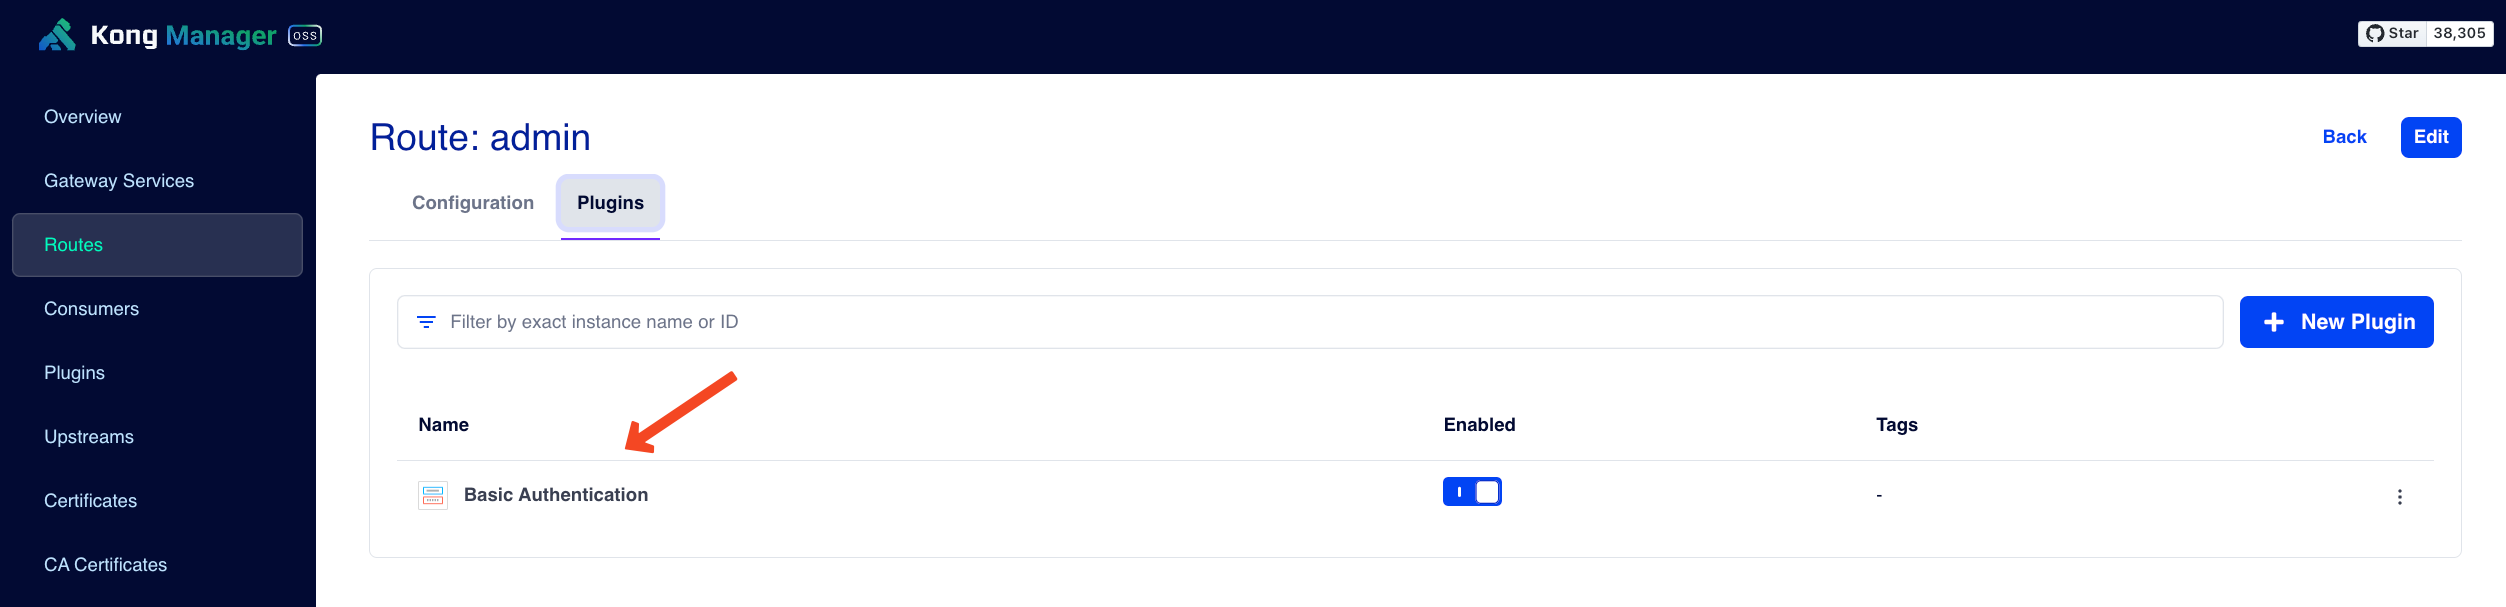 Kong Manager OSS
Star 38,305
Overview
Gateway Services
Routes
Consumers
Plugins
Upstreams
Certificates
CA Certificates
Route: admin
Back Edit
Configuration Plugins
Filter by exact instance name or ID
New Plugin
Name Enabled Tags
Basic Authentication -